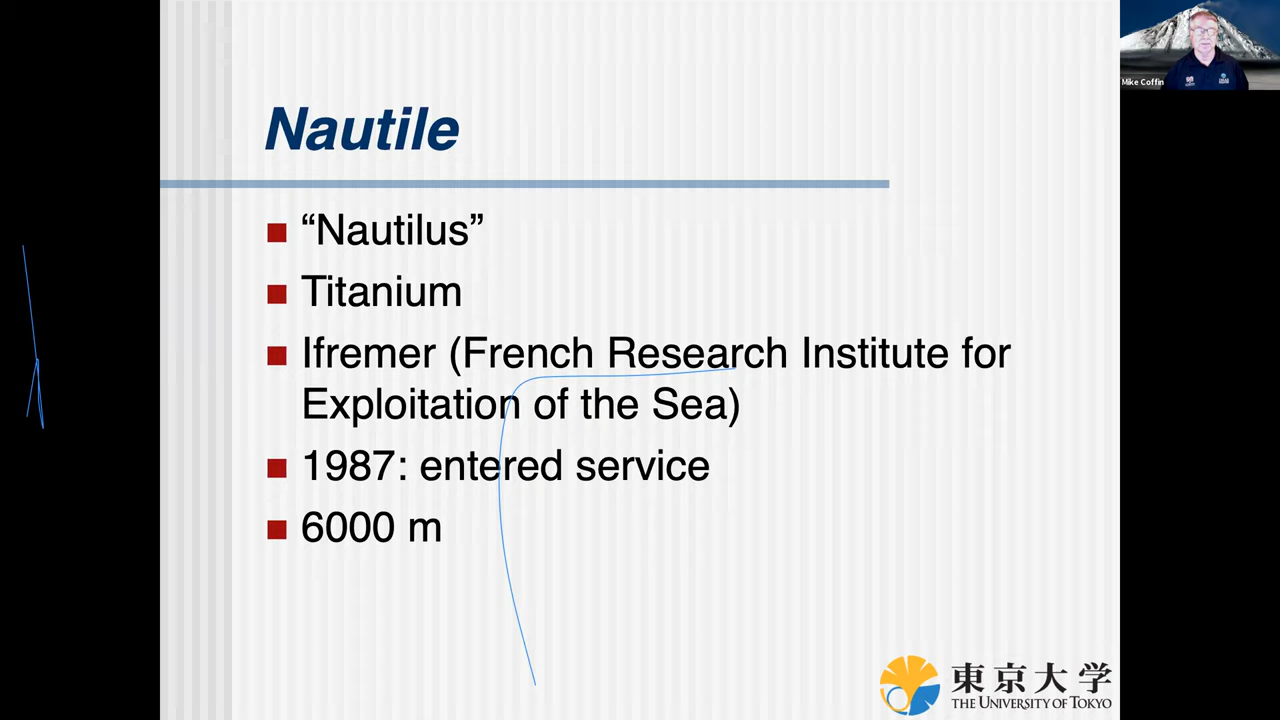 Nautile
“Nautilus”
Titanium
Ifremer (French Research Institute for
Exploitation of the Sea)
1987: entered service
6000 m
Mike Coffin
東京大学
THE UNIVERSITY OF TOKYO